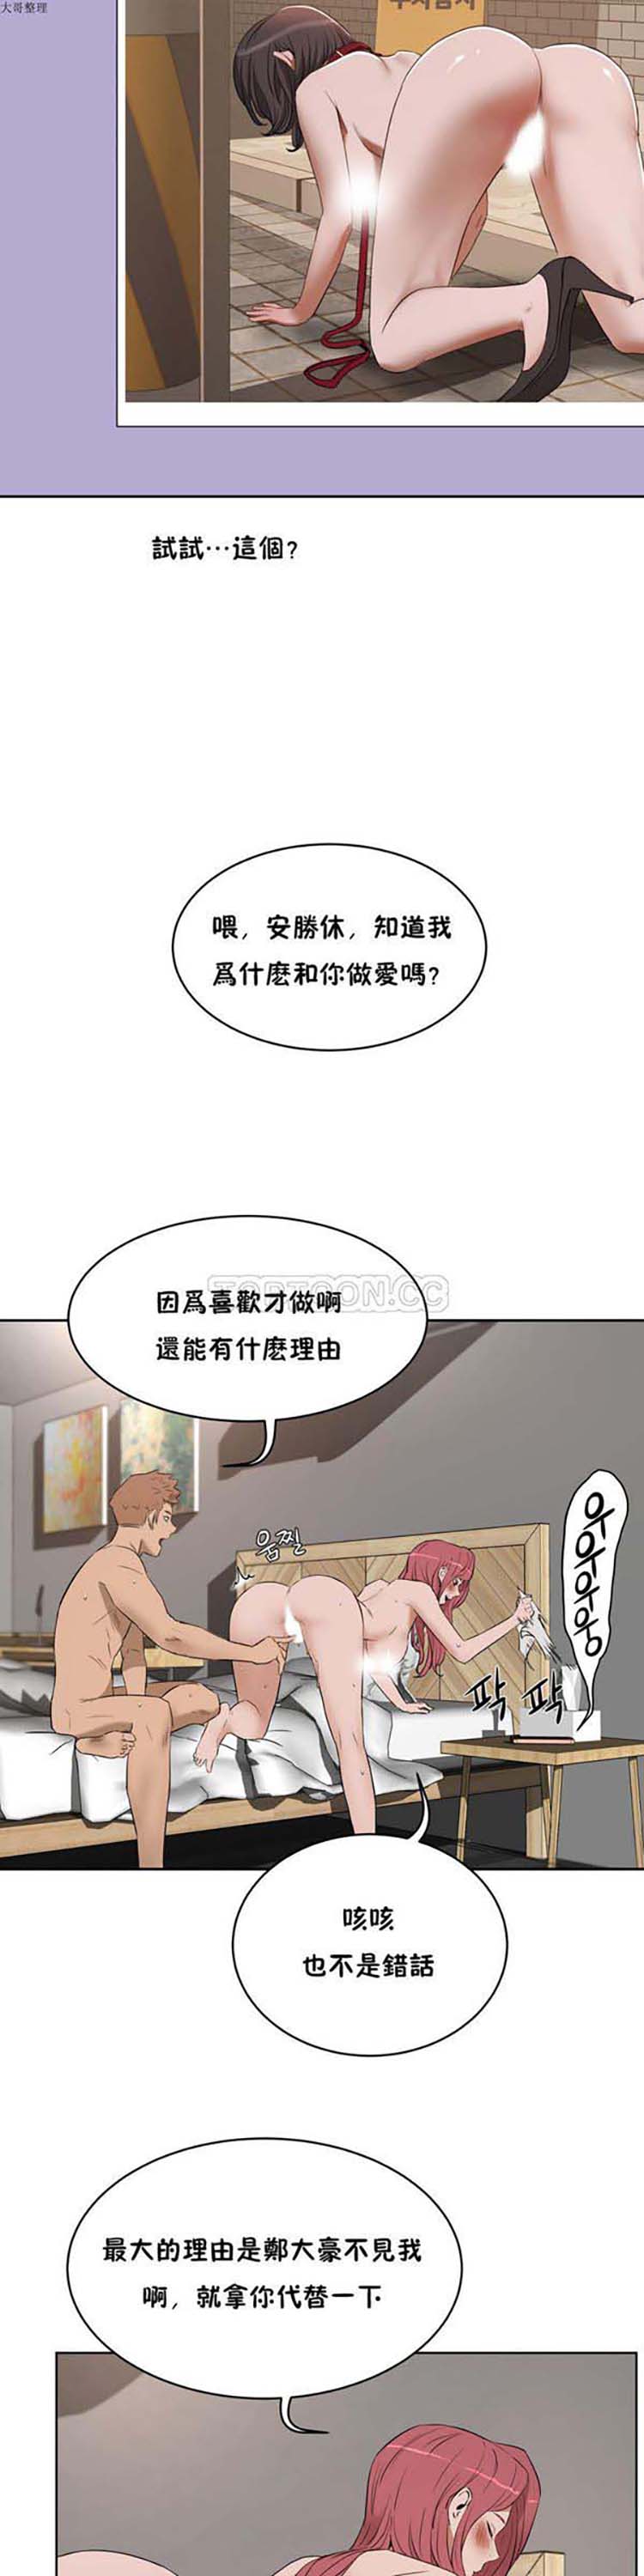 大哥整理
試試…這個?
喂，安勝休，知道我
爲什麽和你做愛嗎?
TOPTOON.CC
因爲喜歡才做啊
還能有什麽理由
움찔
우우우웅
팍 팍
咳咳
也不是錯話
最大的理由是鄭大豪不見我
啊，就拿你代替一下